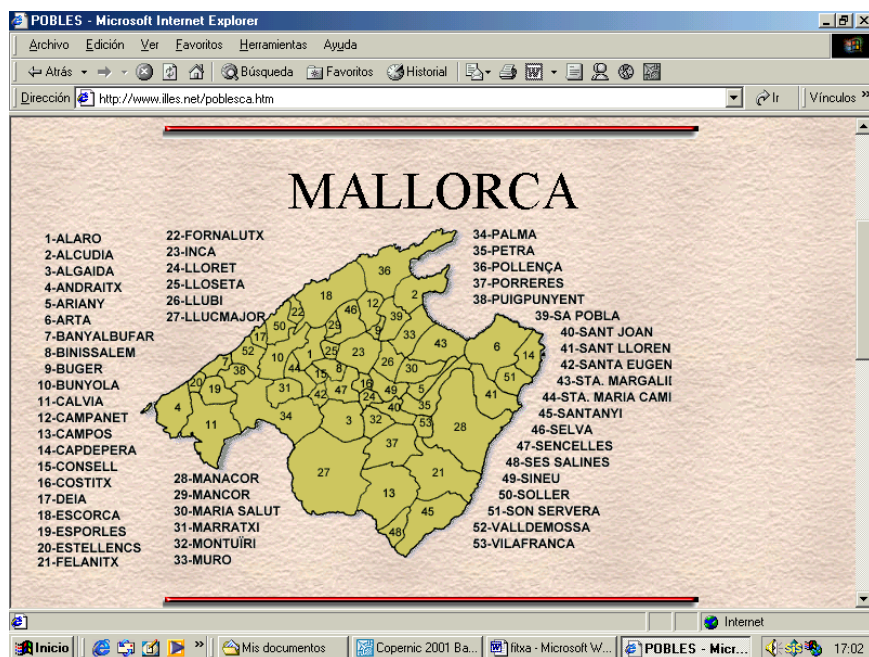 POBLES - Microsoft Internet Explorer
Archivo Edición Ver Favoritos Herramientas Ayuda
Atrás Búsqueda Favoritos Historial
Dirección http://www.illes.net/poblesca.htm Ir Vínculos »
MALLORCA
1-ALARO
2-ALCUDIA
3-ALGAIDA
4-ANDRAITX
5-ARIANY
6-ARTA
7-BANYALBUFAR
8-BINISSALEM
9-BUGER
10-BUNYOLA
11-CALVIA
12-CAMPANET
13-CAMPOS
14-CAPDEPERA
15-CONSELL
16-COSTITX
17-DEIA
18-ESCORCA
19-ESPORLES
20-ESTELLENCS
21-FELANITX
22-FORNALUTX
23-INCA
24-LLORET
25-LLOSETA
26-LLUBI
27-LLUCMAJOR
28-MANACOR
29-MANCOR
30-MARIA SALUT
31-MARRATXI
32-MONTUÏRI
33-MURO
34-PALMA
35-PETRA
36-POLLENÇA
37-PORRERES
38-PUIGPUNYENT
39-SA POBLA
40-SANT JOAN
41-SANT LLOREN
42-SANTA EUGEN
43-STA. MARGALII
44-STA. MARIA CAMI
45-SANTANYI
46-SELVA
47-SENCELLES
48-SES SALINES
49-SINEU
50-SOLLER
51-SON SERVERA
52-VALLDEMOSSA
53-VILAFRANCA
36
18 2
22 46 12 39
50 29 9 33
17 43
52 1 25 23 6
7 10 8 26 14
38 44 15 30
20 19 31 47 16 49 5 51
42 24 41
4 34 40 35
11 3 32 53 28
37
27 21
13
45
48
Internet
Inicio » Mis documentos Copernic 2001 Ba... fitxa - Microsoft W... POBLES - Micr... 17:02